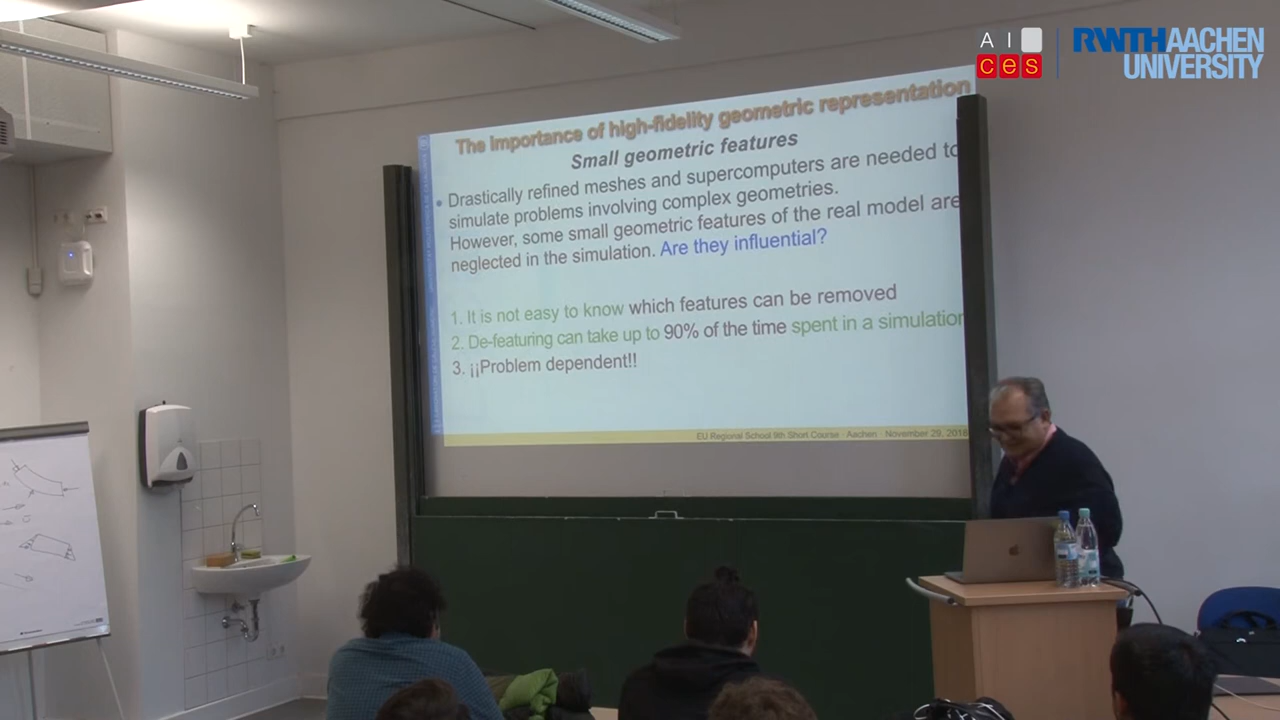 AI
ces
RWTHAACHEN
UNIVERSITY
The importance of high-fidelity geometric representation
Small geometric features
• Drastically refined meshes and supercomputers are needed to
simulate problems involving complex geometries.
However, some small geometric features of the real model are
neglected in the simulation. Are they influential?
1. It is not easy to know which features can be removed
2. De-featuring can take up to 90% of the time spent in a simulation
3. ¡¡Problem dependent!!
EU Regional School 9th Short Course · Aachen · November 29, 2018